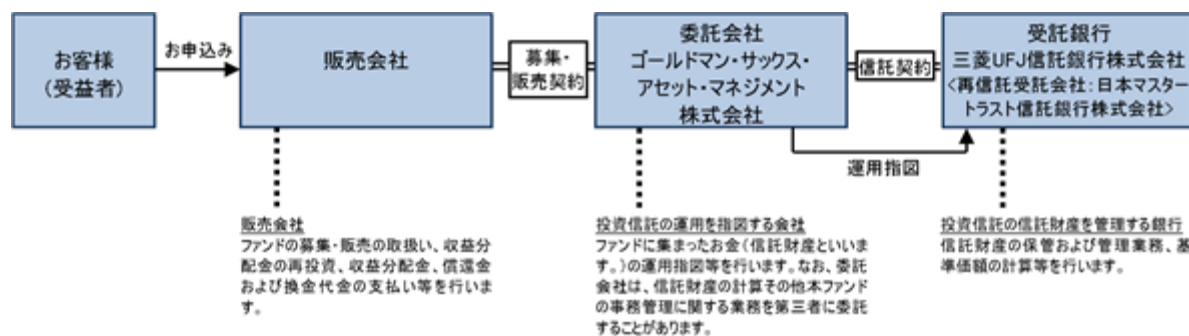 お客様
(受益者)
お申込み
販売会社
募集・
販売契約
委託会社
ゴールドマン・サックス・
アセット・マネジメント
株式会社
信託契約
受託銀行
三菱UFJ信託銀行株式会社
<再信託受託会社:日本マスター
トラスト信託銀行株式会社>
運用指図
販売会社
ファンドの募集・販売の取扱い、収益分
配金の再投資、収益分配金、償還金
および換金代金の支払い等を行いま
す。
投資信託の運用を指図する会社
ファンドに集まったお金(信託財産といいま
す。)の運用指図等を行います。なお、委託
会社は、信託財産の計算その他本ファンド
の事務管理に関する業務を第三者に委託
することがあります。
投資信託の信託財産を管理する銀行
信託財産の保管および管理業務、基
準価額の計算等を行います。